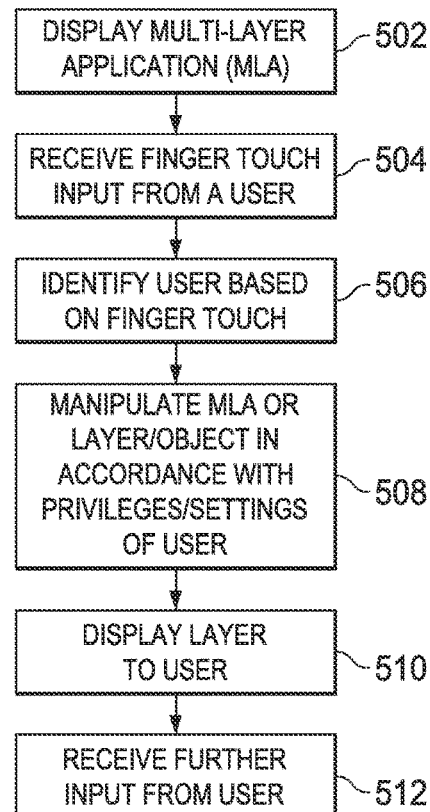 DISPLAY MULTI-LAYER
APPLICATION (MLA)
502
RECEIVE FINGER TOUCH
INPUT FROM A USER
504
IDENTIFY USER BASED
ON FINGER TOUCH
506
MANIPULATE MLA OR
LAYER/OBJECT IN
ACCORDANCE WITH
PRIVILEGES/SETTINGS
OF USER
508
DISPLAY LAYER
TO USER
510
RECEIVE FURTHER
INPUT FROM USER
512